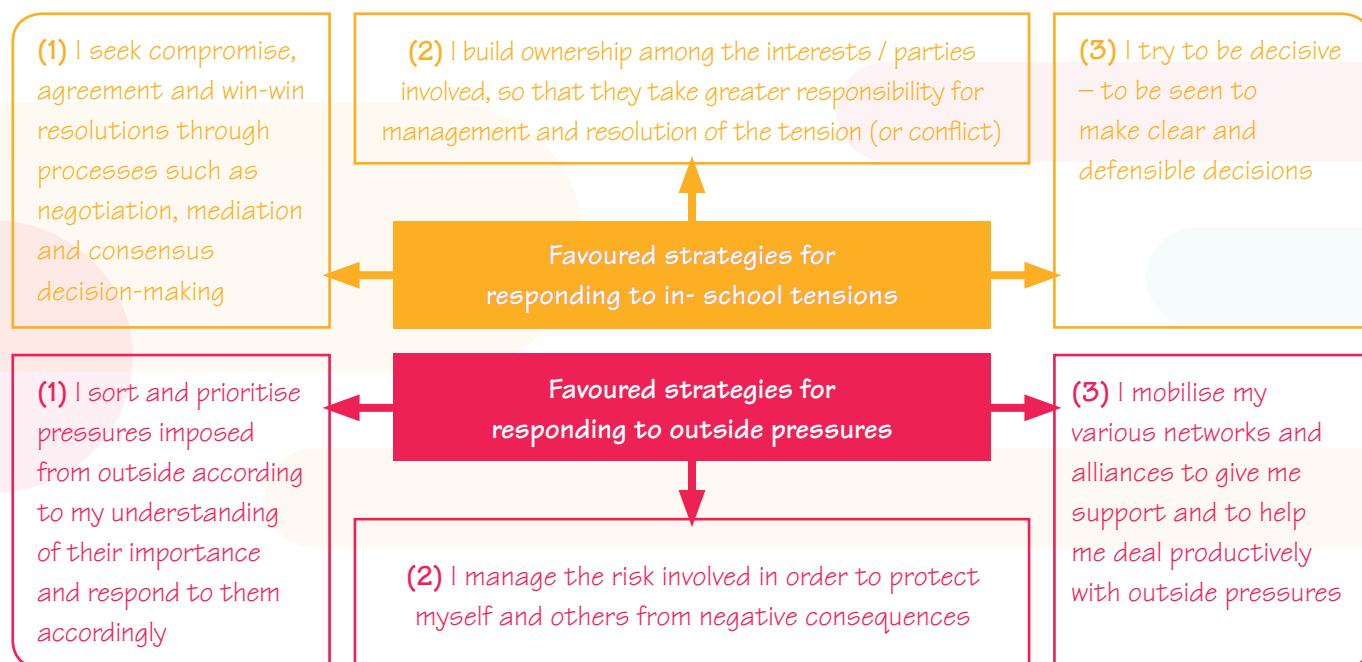 (1) I seek compromise,
agreement and win-win
resolutions through
processes such as
negotiation, mediation
and consensus
decision-making
(2) I build ownership among the interests / parties
involved, so that they take greater responsibility for
management and resolution of the tension (or conflict)
(3) I try to be decisive
– to be seen to
make clear and
defensible decisions
Favoured strategies for
responding to in- school tensions
Favoured strategies for
responding to outside pressures
(1) I sort and prioritise
pressures imposed
from outside according
to my understanding
of their importance
and respond to them
accordingly
(2) I manage the risk involved in order to protect
myself and others from negative consequences
(3) I mobilise my
various networks and
alliances to give me
support and to help
me deal productively
with outside pressures